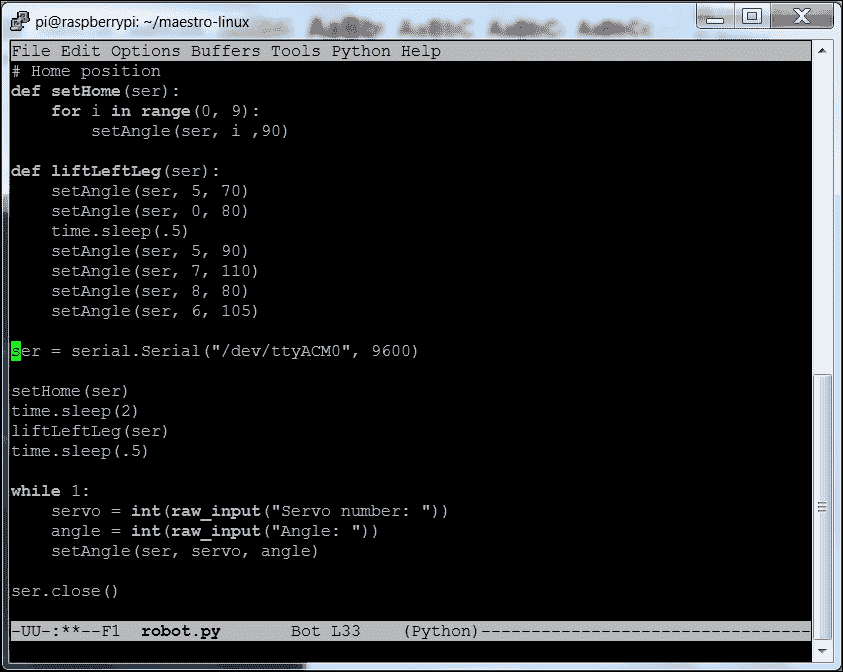 pi@raspberrypi: ~/maestro-linux
File Edit Options Buffers Tools Python Help
# Home position
def setHome(ser):
    for i in range(0, 9):
        setAngle(ser, i ,90)

def liftLeftLeg(ser):
    setAngle(ser, 5, 70)
    setAngle(ser, 0, 80)
    time.sleep(.5)
    setAngle(ser, 5, 90)
    setAngle(ser, 7, 110)
    setAngle(ser, 8, 80)
    setAngle(ser, 6, 105)

ser = serial.Serial("/dev/ttyACM0", 9600)

setHome(ser)
time.sleep(2)
liftLeftLeg(ser)
time.sleep(.5)

while 1:
    servo = int(raw_input("Servo number: "))
    angle = int(raw_input("Angle: "))
    setAngle(ser, servo, angle)

ser.close()

-UU-:**--F1  robot.py       Bot L33    (Python)---------------------------------